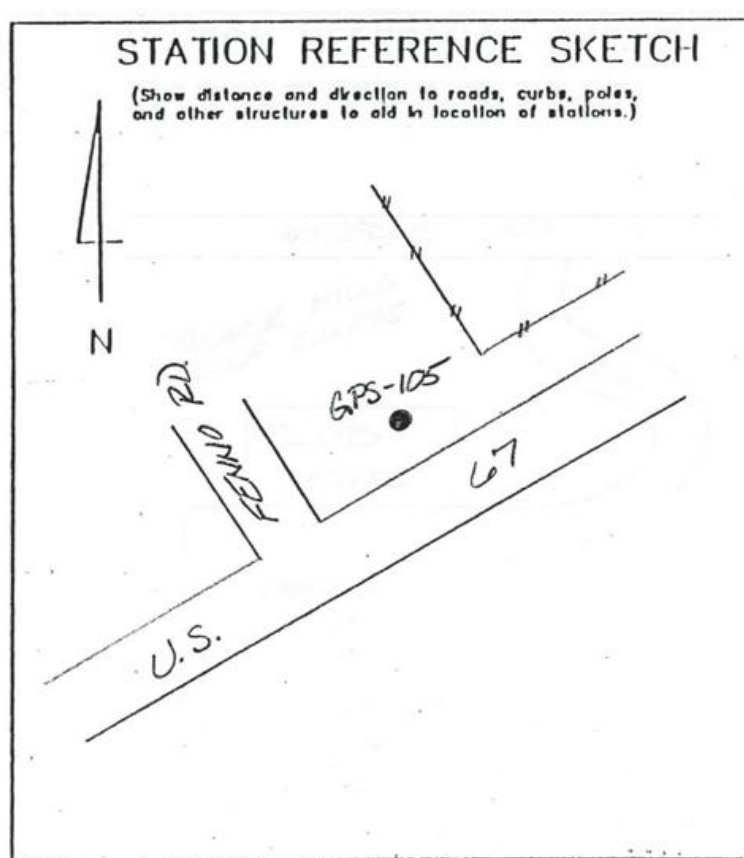 STATION REFERENCE SKETCH
(Show distance and direction to roads, curbs, poles,
and other structures to aid in location of stations.)
N
GPS-105
FENNO RD.
67
U.S.